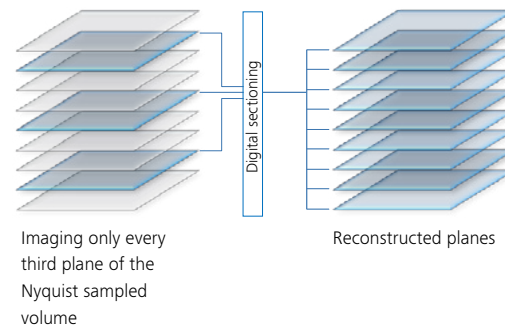 Digital sectioning
Imaging only every
third plane of the
Nyquist sampled
volume
Reconstructed planes